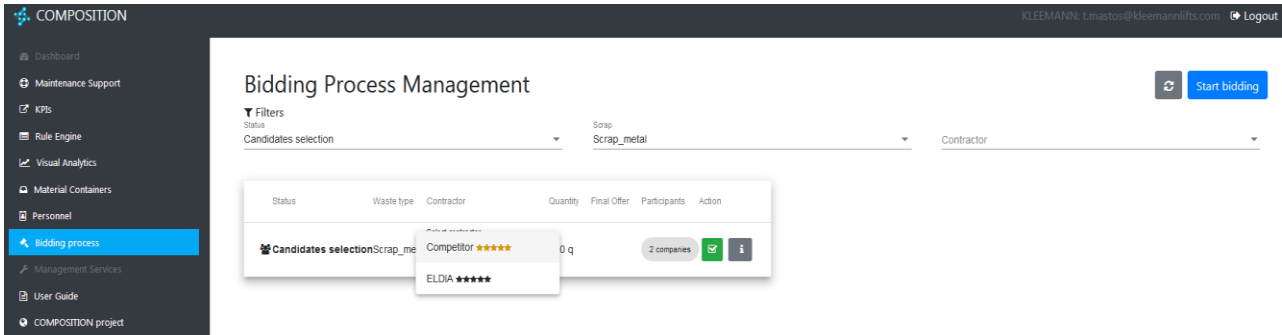 COMPOSITION
KLEEMANN: t.mastos@kleemannlifts.com Logout
Dashboard
Maintenance Support
KPIs
Rule Engine
Visual Analytics
Material Containers
Personnel
Bidding process
Management Services
User Guide
COMPOSITION project
Bidding Process Management
Start bidding
Filters
Status
Candidates selection
Scrap
Scrap_metal
Contractor
Status Waste type Contractor Quantity Final Offer Participants Action
Select contractor
Candidates selection Scrap_me 0 q 2 companies
Competitor
ELDIA